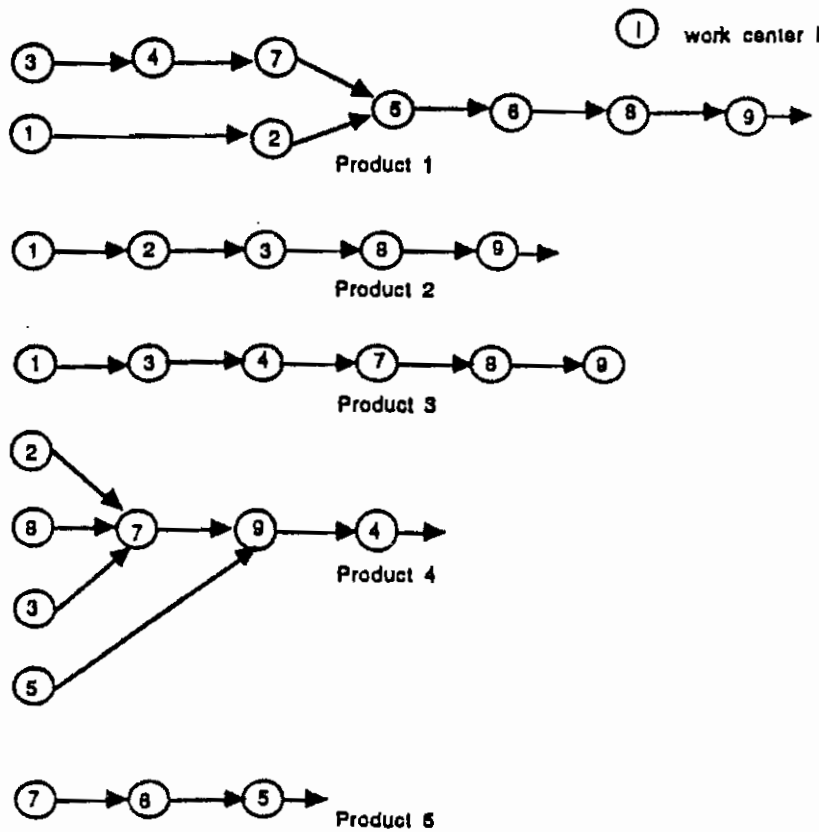 I work center I
3 4 7
5 6 8 9
1 2
Product 1
1 2 3 8 9
Product 2
1 3 4 7 8 9
Product 3
2
8 7 9 4
Product 4
3
5
7 6 5
Product 5